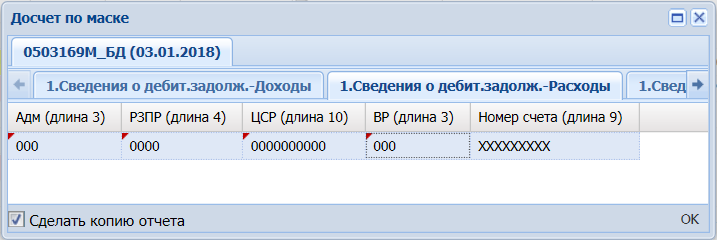 Досчет по маске
0503169М_БД (03.01.2018)
1.Сведения о дебит.задолж.-Доходы 1.Сведения о дебит.задолж.-Расходы 1.Свед
Адм (длина 3) РЗПР (длина 4) ЦСР (длина 10) ВР (длина 3) Номер счета (длина 9)
000 0000 0000000000 000 XXXXXXXXX
Сделать копию отчета OK